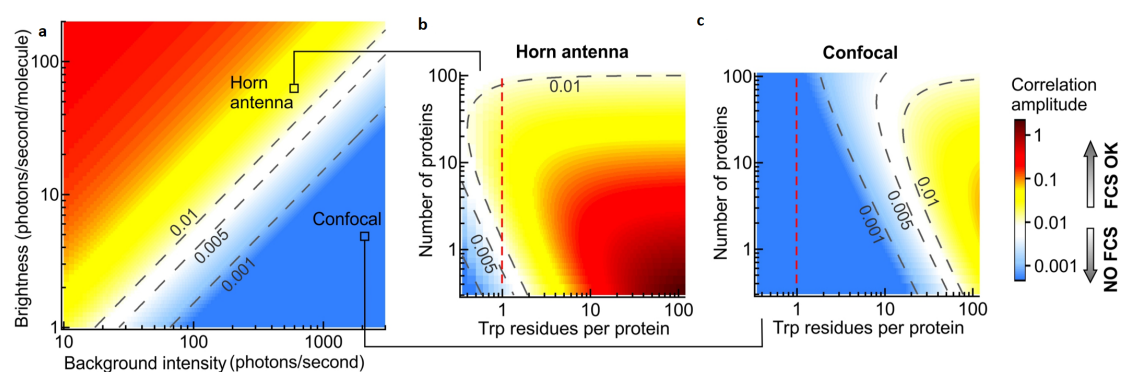 a
Brightness (photons/second/molecule)
100
10
1
Horn
antenna
Confocal
0.01
0.005
0.001
10
100
1000
Background intensity (photons/second)
b
Horn antenna
Number of proteins
100
10
1
0.01
0.005
1
10
100
Trp residues per protein
c
Confocal
Number of proteins
100
10
1
0.001
0.005
0.01
1
10
100
Trp residues per protein
Correlation
amplitude
1
0.1
0.01
0.001
FCS OK
NO FCS